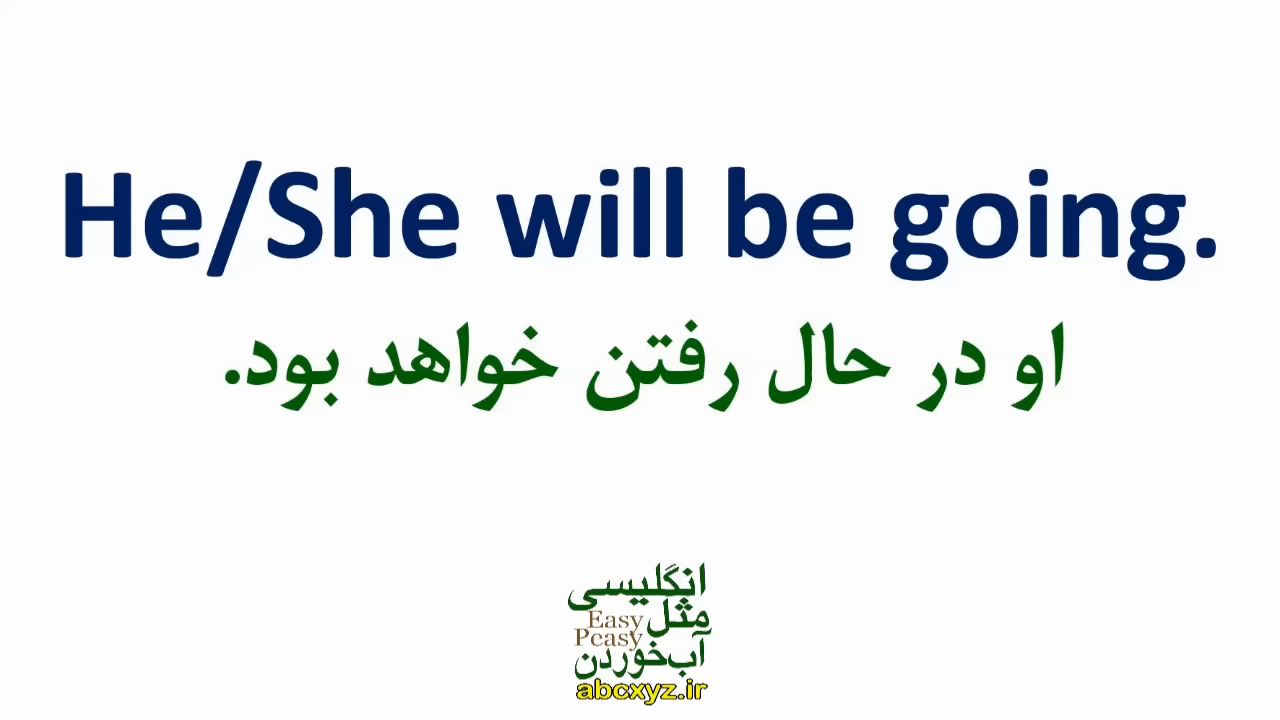 He/She will be going.
او در حال رفتن خواهد بود.
انگلیسی
مثل
Easy
Peasy
آب‌خوردن
abcxyz.ir